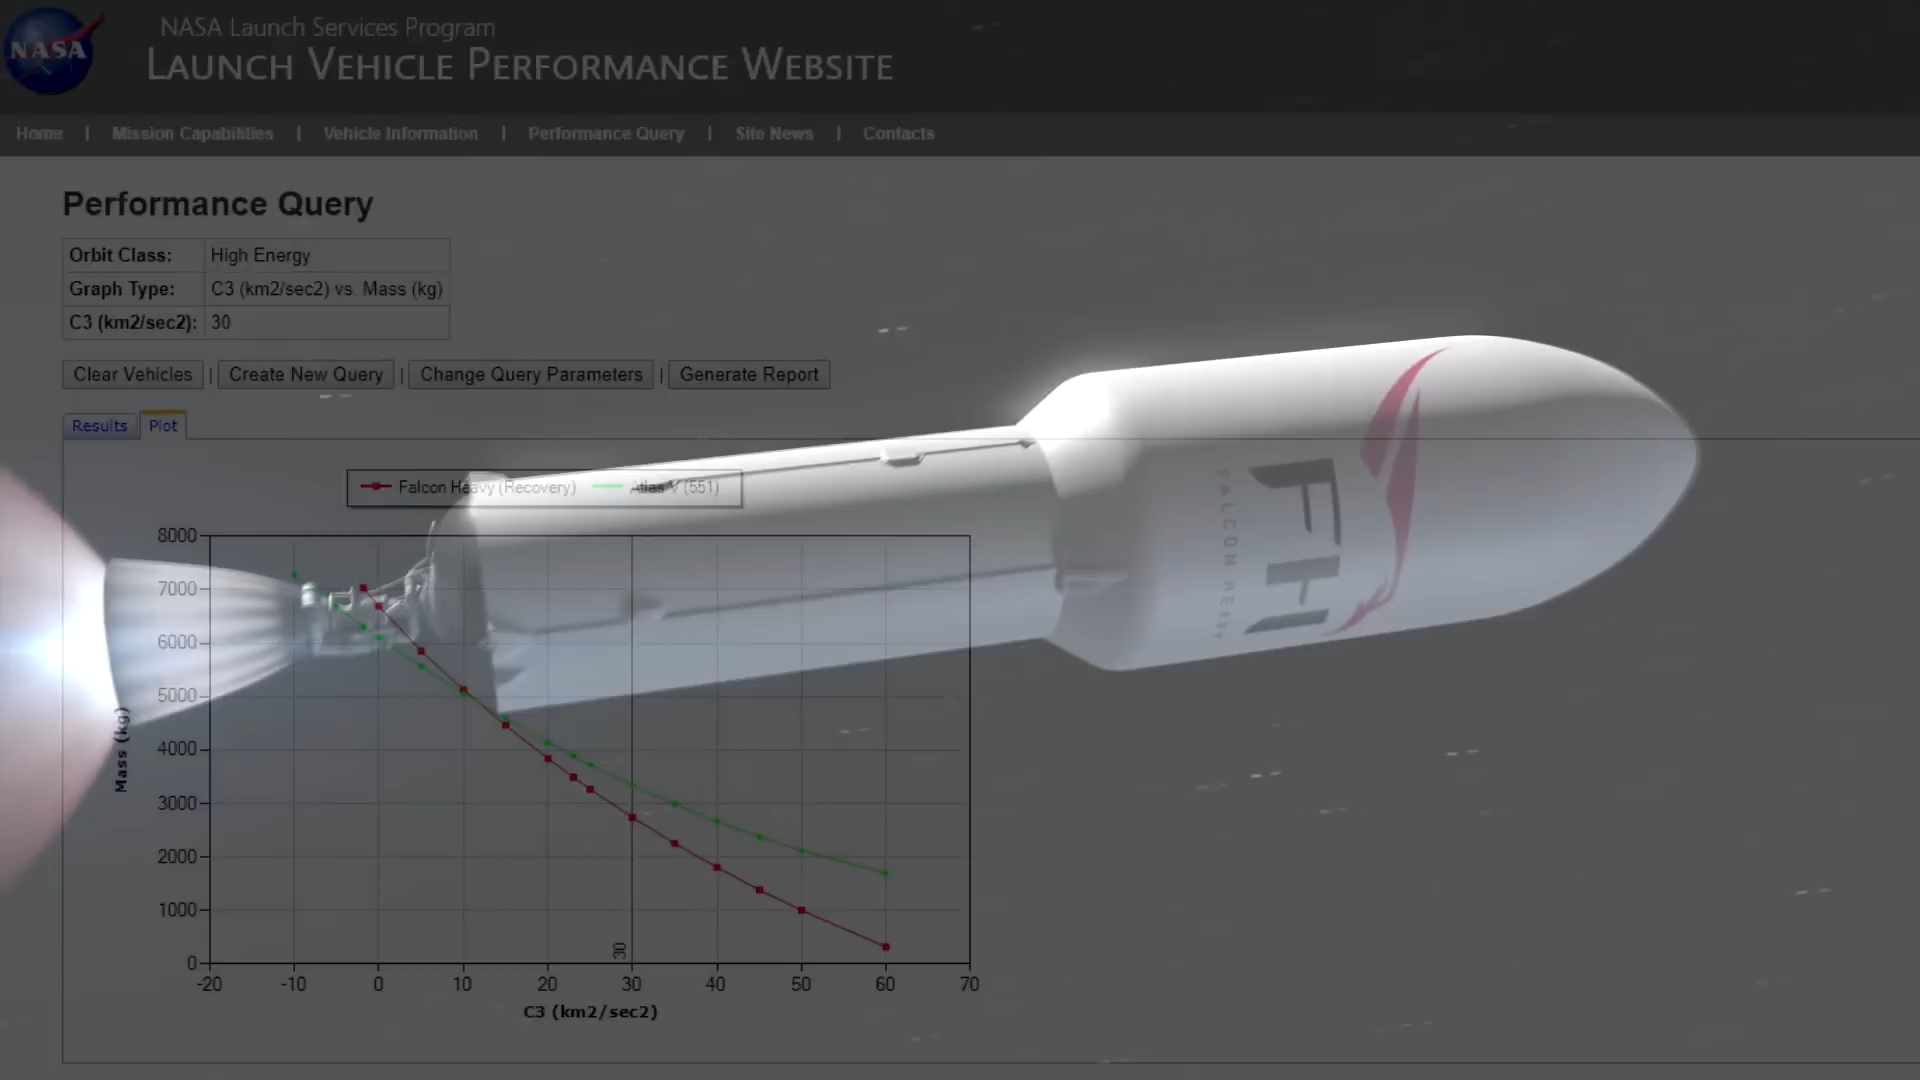 NASA
NASA Launch Services Program
LAUNCH VEHICLE PERFORMANCE WEBSITE
Home | Mission Capabilities | Vehicle Information | Performance Query | Site News | Contacts
Performance Query
Orbit Class: High Energy
Graph Type: C3 (km2/sec2) vs. Mass (kg)
C3 (km2/sec2): 30
Clear Vehicles | Create New Query | Change Query Parameters | Generate Report
Results Plot
Falcon Heavy (Recovery) Atlas V (551)
8000
7000
6000
5000
4000
3000
2000
1000
0
Mass (kg)
30
-20 -10 0 10 20 30 40 50 60 70
C3 (km2/sec2)
FH
FALCON HEAVY